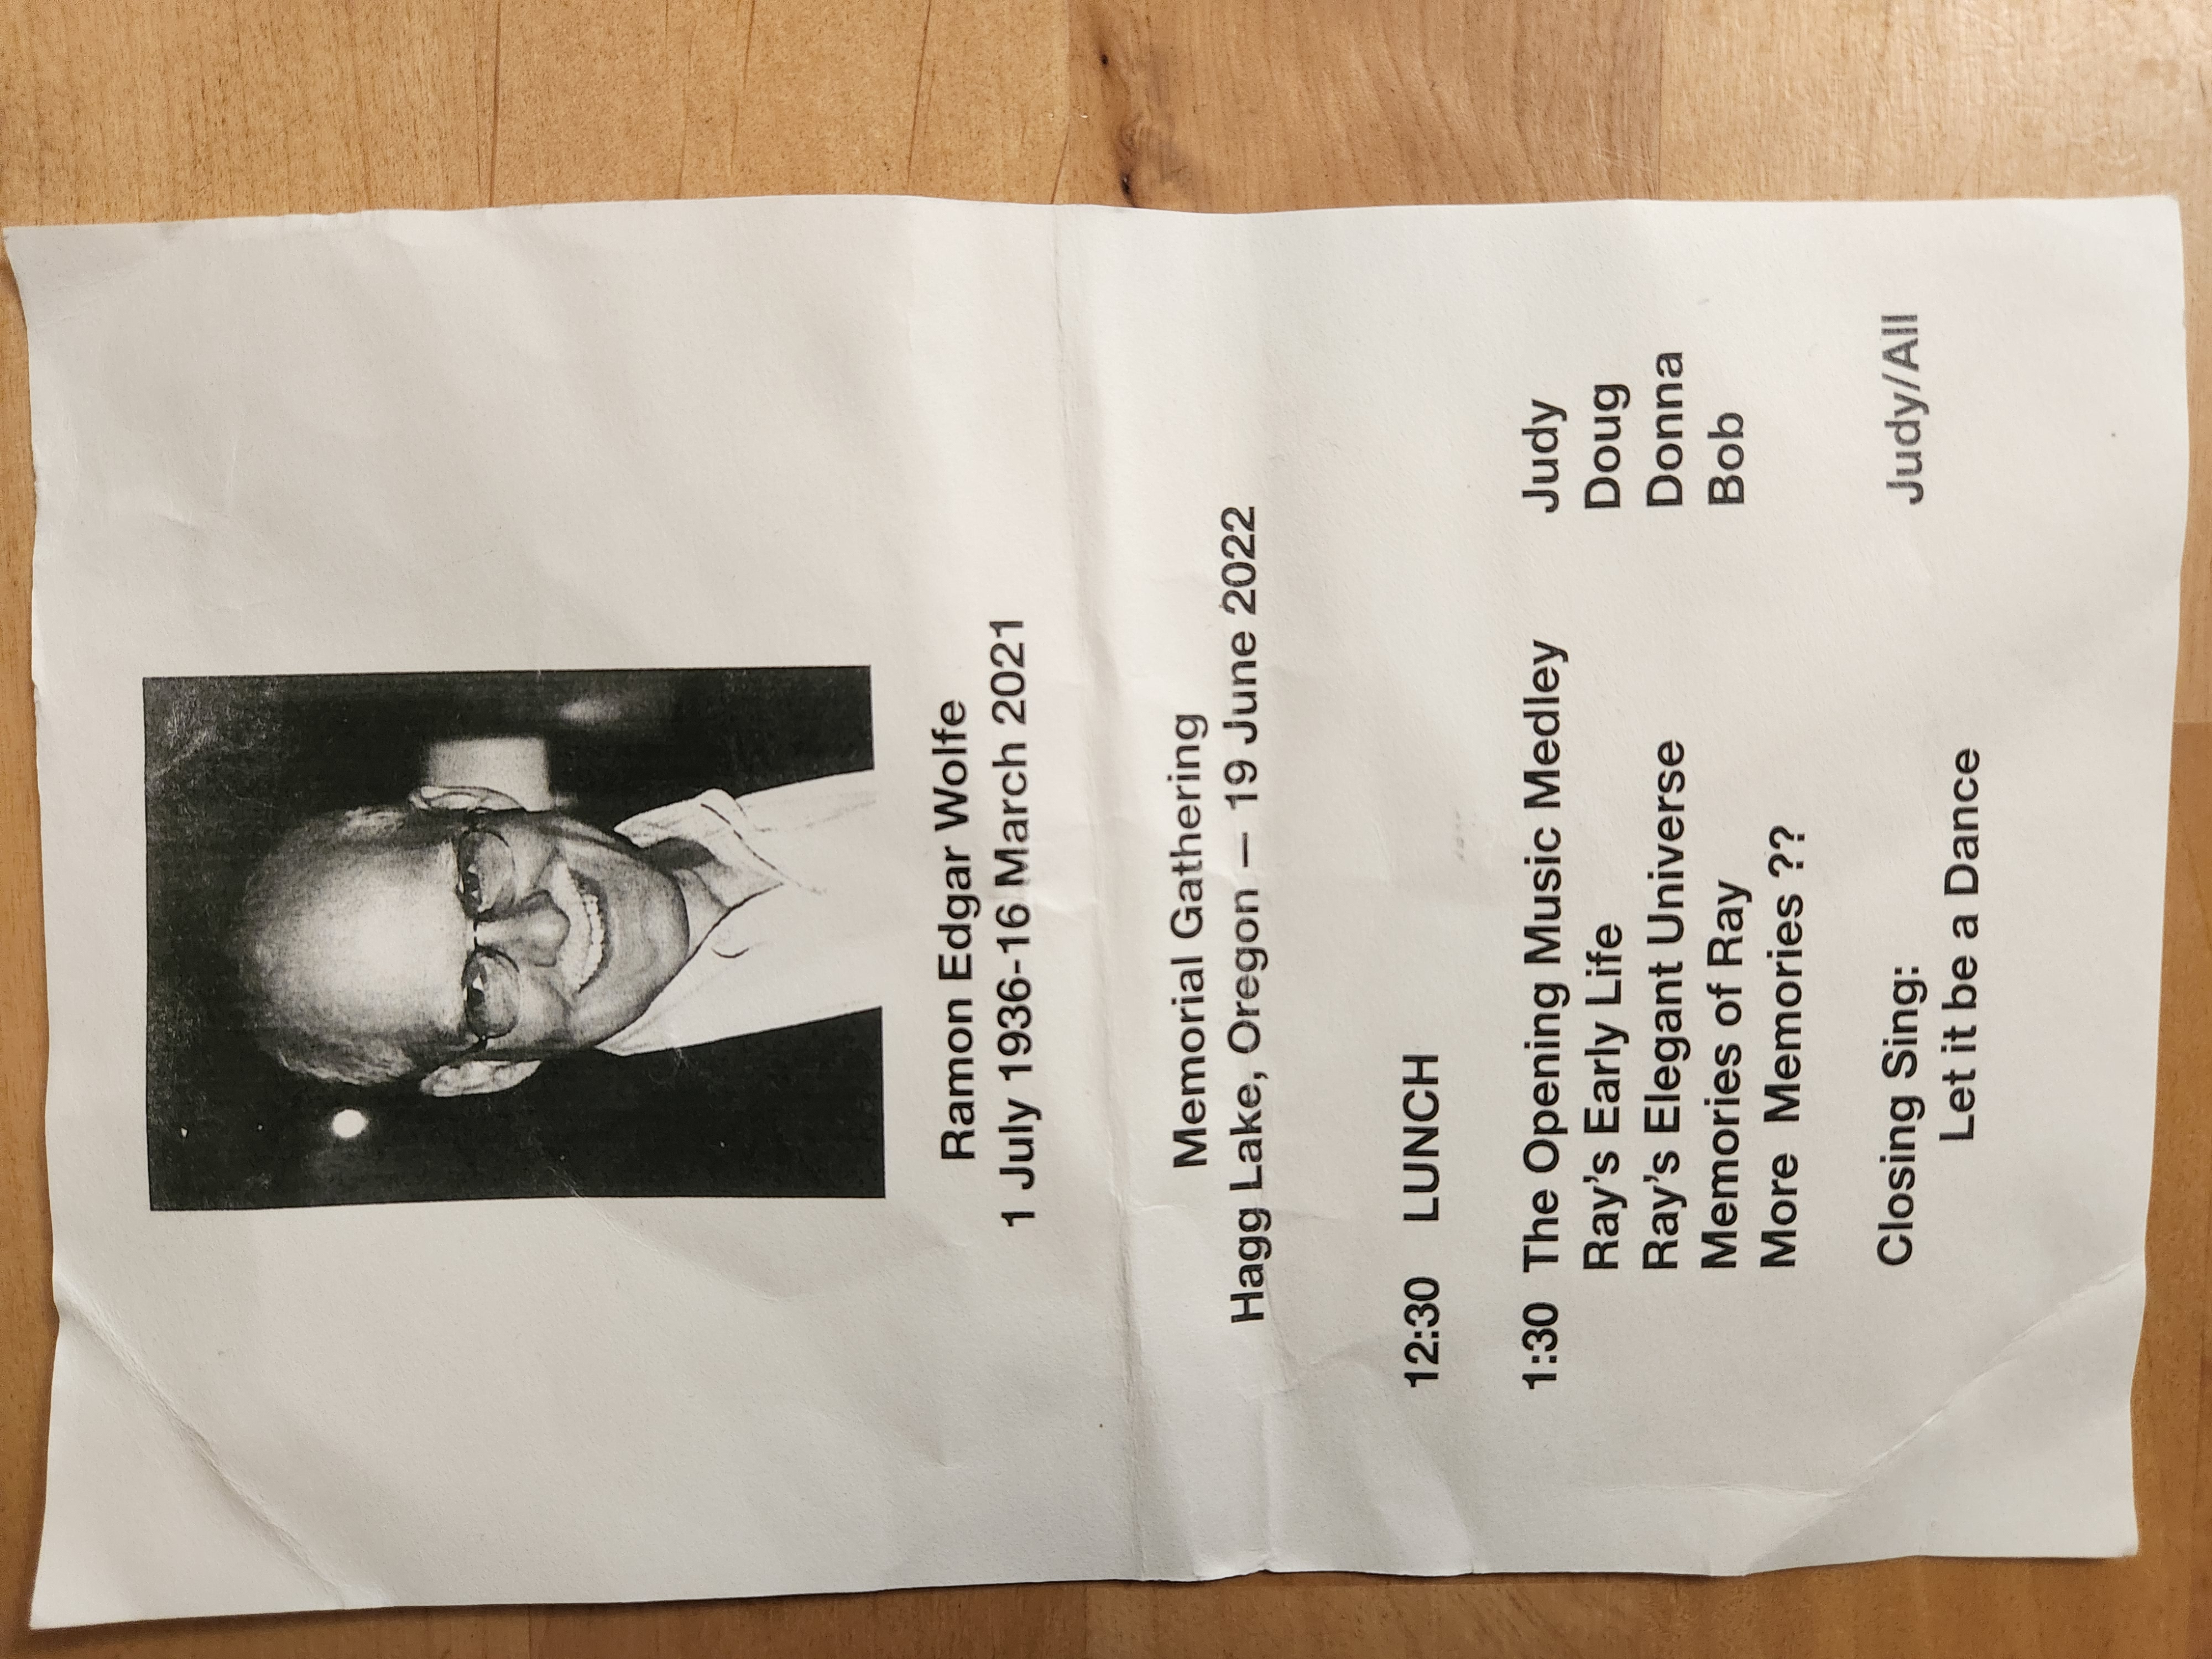 Ramon Edgar Wolfe
1 July 1936-16 March 2021
Memorial Gathering
Hagg Lake, Oregon — 19 June 2022
12:30 LUNCH
1:30 The Opening Music Medley Judy
Ray's Early Life Doug
Ray's Elegant Universe Donna
Memories of Ray Bob
More Memories ??
Closing Sing: Judy/All
Let it be a Dance